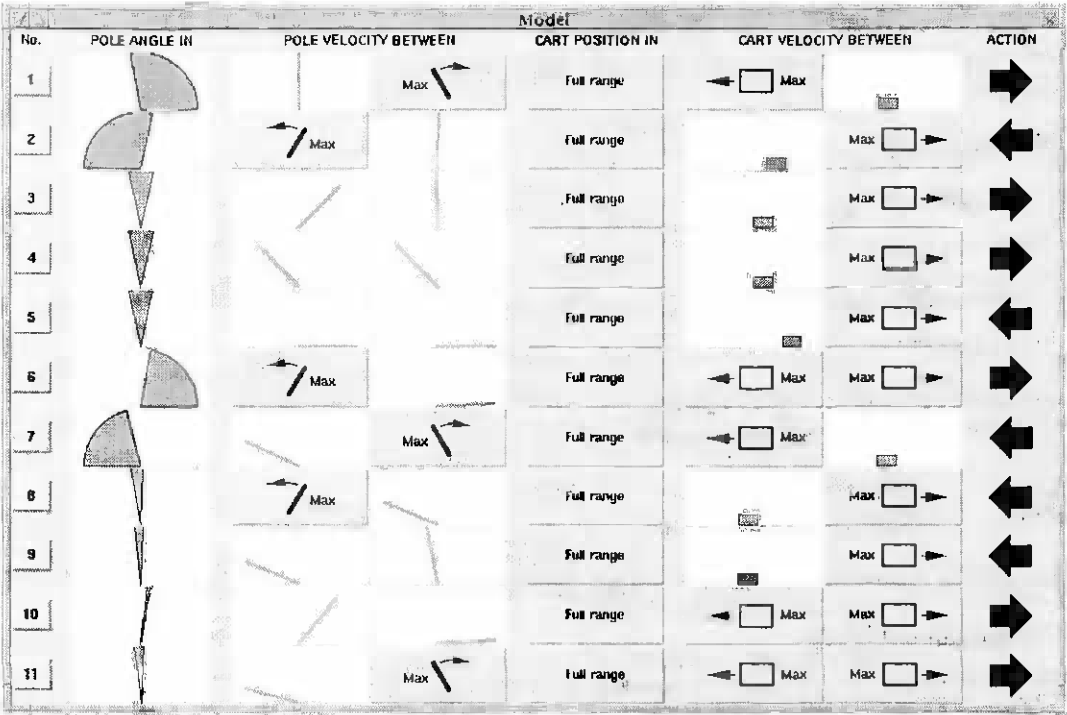 Model
No. POLE ANGLE IN POLE VELOCITY BETWEEN CART POSITION IN CART VELOCITY BETWEEN ACTION
1 Max Full range Max
2 Max Full range Max
3 Full range Max
4 Full range Max
5 Full range Max
6 Max Full range Max Max
7 Max Full range Max
8 Max Full range Max
9 Full range Max
10 Full range Max Max
11 Max Full range Max Max